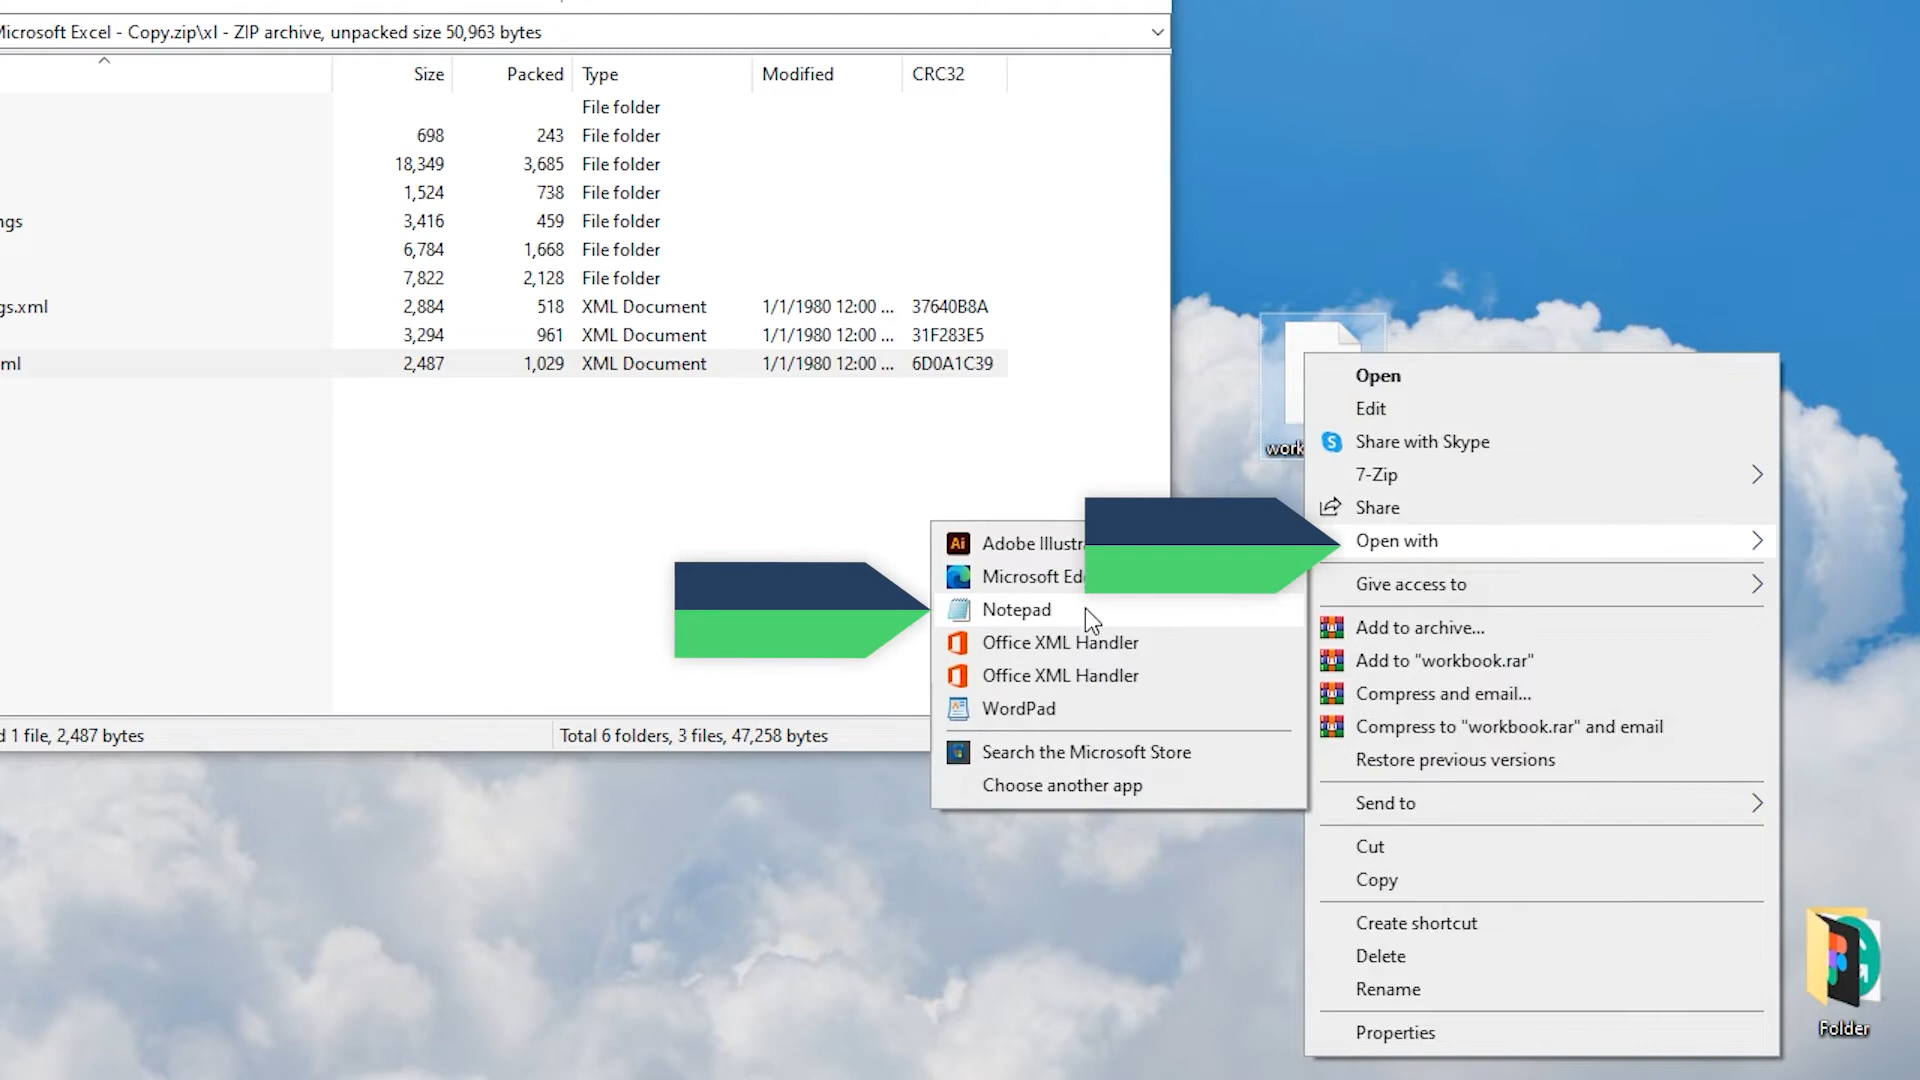 Microsoft Excel - Copy.zip\xl - ZIP archive, unpacked size 50,963 bytes
Size Packed Type Modified CRC32
File folder
698 243 File folder
18,349 3,685 File folder
1,524 738 File folder
ngs 3,416 459 File folder
6,784 1,668 File folder
7,822 2,128 File folder
gs.xml 2,884 518 XML Document 1/1/1980 12:00 ... 37640B8A
3,294 961 XML Document 1/1/1980 12:00 ... 31F283E5
ml 2,487 1,029 XML Document 1/1/1980 12:00 ... 6D0A1C39
d 1 file, 2,487 bytes
Total 6 folders, 3 files, 47,258 bytes
work
Open
Edit
Share with Skype
7-Zip
Share
Open with
Give access to
Add to archive...
Add to "workbook.rar"
Compress and email...
Compress to "workbook.rar" and email
Restore previous versions
Send to
Cut
Copy
Create shortcut
Delete
Rename
Properties
Ai Adobe Illustr
Microsoft Ed
Notepad
Office XML Handler
Office XML Handler
WordPad
Search the Microsoft Store
Choose another app
Folder